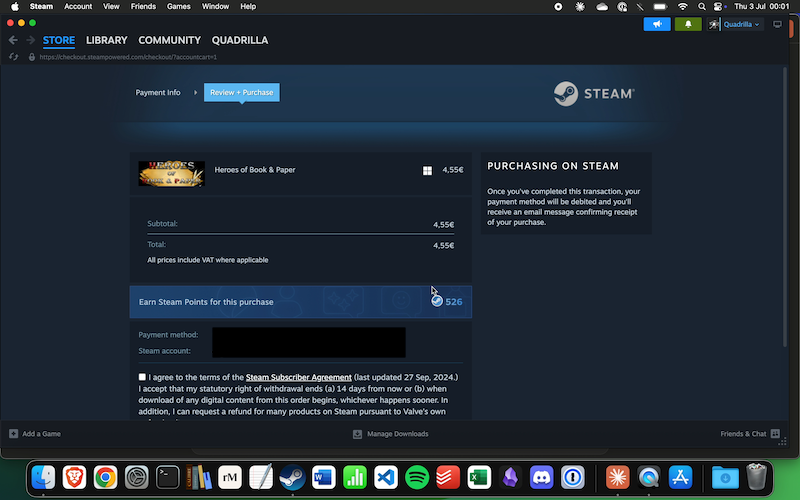 Steam Account View Friends Games Window Help Thu 3 Jul 00:01
STORE LIBRARY COMMUNITY QUADRILLA
Quadrilla
https://checkout.steampowered.com/checkout/?accountcart=1
Payment Info Review + Purchase
STEAM
HEROES
OF
Heroes of Book & Paper 4,55€
Subtotal: 4,55€
Total: 4,55€
All prices include VAT where applicable
Earn Steam Points for this purchase 526
Payment method:
Steam account:
I agree to the terms of the Steam Subscriber Agreement (last updated 27 Sep, 2024.)
I accept that my statutory right of withdrawal ends (a) 14 days from now or (b) when
download of any digital content from this order begins, whichever happens sooner. In
addition, I can request a refund for many products on Steam pursuant to Valve's own
PURCHASING ON STEAM
Once you've completed this transaction, your
payment method will be debited and you'll
receive an email message confirming receipt
of your purchase.
Add a Game Manage Downloads Friends & Chat
rM